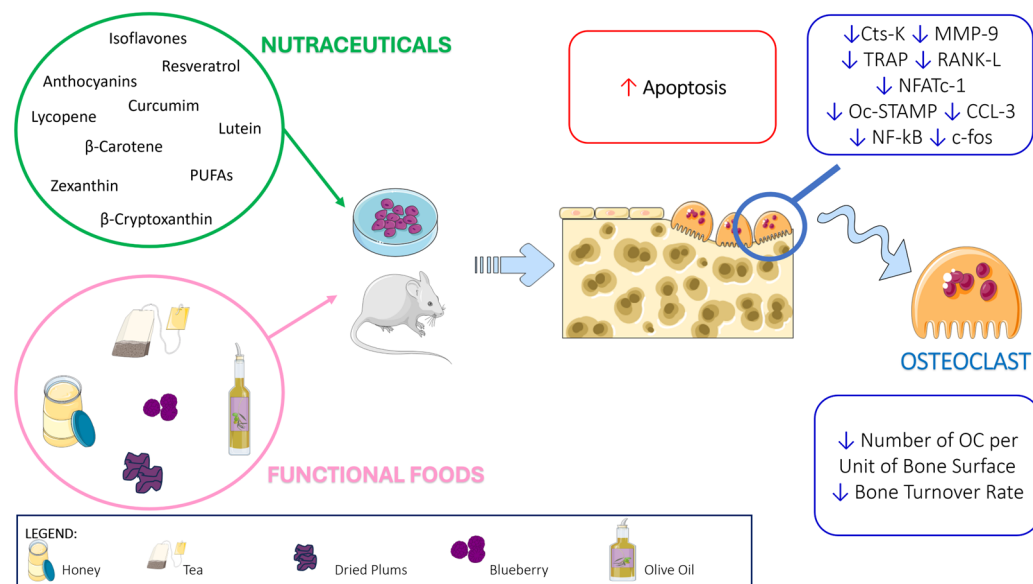 NUTRACEUTICALS
Isoflavones
Resveratrol
Anthocyanins
Curcumim
Lycopene
Lutein
β-Carotene
PUFAs
Zexanthin
β-Cryptoxanthin
↑ Apoptosis
↓Cts-K ↓ MMP-9
↓ TRAP ↓ RANK-L
↓ NFATc-1
↓ Oc-STAMP ↓ CCL-3
↓ NF-kB ↓ c-fos
OSTEOCLAST
FUNCTIONAL FOODS
↓ Number of OC per
Unit of Bone Surface
↓ Bone Turnover Rate
LEGEND:
Honey
Tea
Dried Plums
Blueberry
Olive Oil